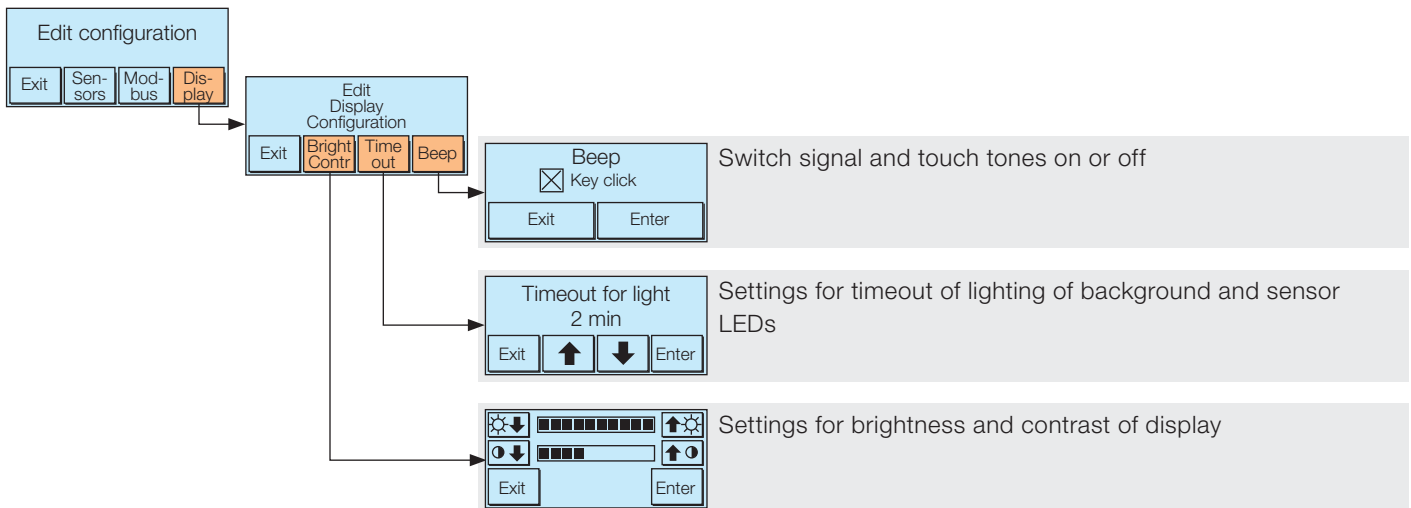 Edit configuration
Exit
Sen-
sors
Mod-
bus
Dis-
play
Edit
Display
Configuration
Exit
Bright
Contr
Time
out
Beep
Beep
Key click
Exit
Enter
Switch signal and touch tones on or off
Timeout for light
2 min
Exit
Enter
Settings for timeout of lighting of background and sensor
LEDs
Exit
Enter
Settings for brightness and contrast of display